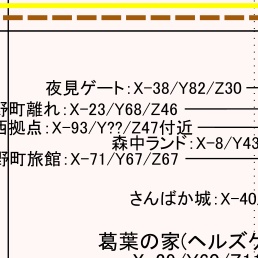 夜見ゲート:X-38/Y82/Z30
野町離れ:X-23/Y68/Z46
西拠点:X-93/Y??/Z47付近
森中ランド:X-8/Y43
野町旅館:X-71/Y67/Z67
さんばか城:X-40
葛葉の家(ヘルズゲ